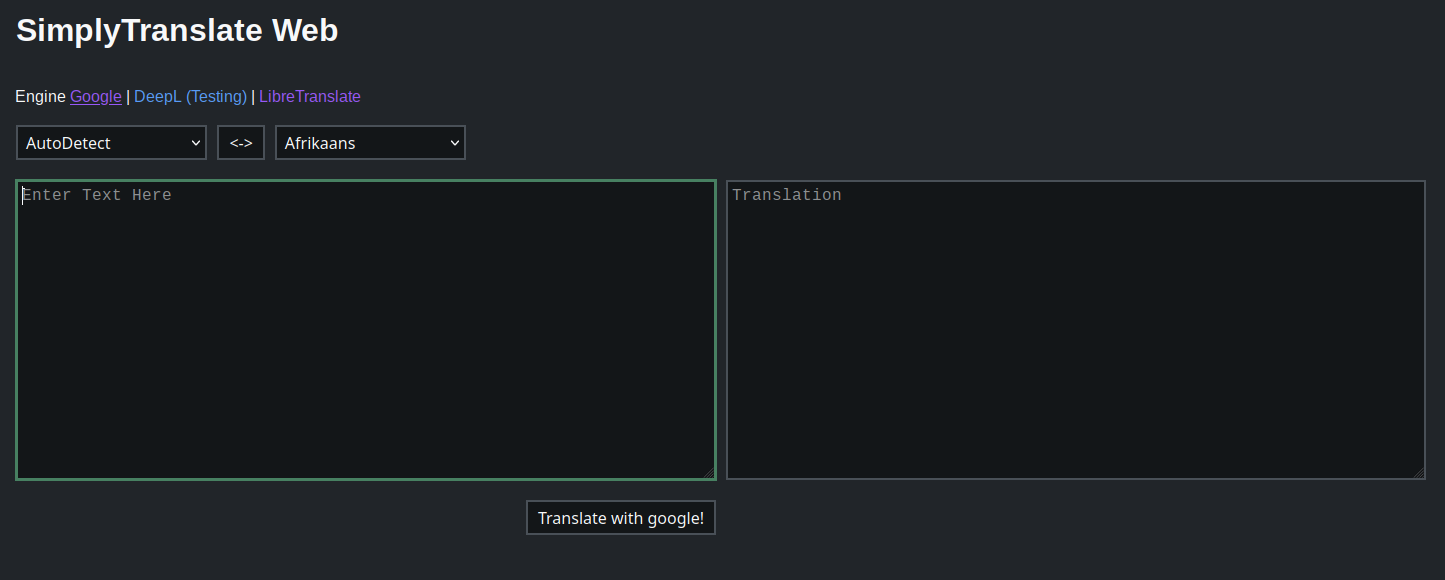 SimplyTranslate Web
Engine Google | DeepL (Testing) | LibreTranslate
AutoDetect <-> Afrikaans
Enter Text Here Translation
Translate with google!